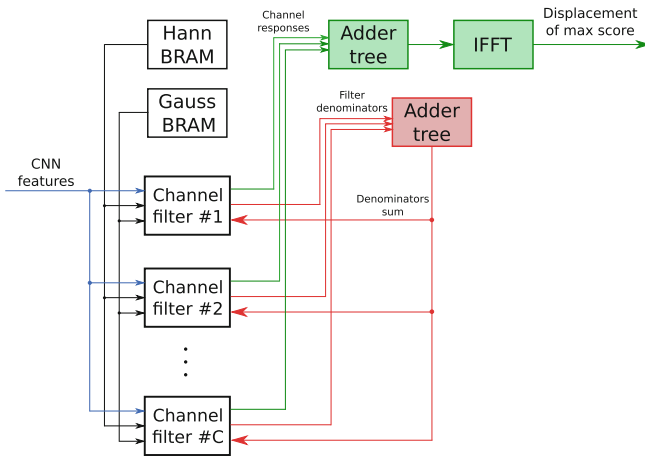 Hann
BRAM
Gauss
BRAM
Channel
responses
Adder
tree
IFFT
Displacement
of max score
Filter
denominators
Adder
tree
CNN
features
Channel
filter #1
Denominators
sum
Channel
filter #2
Channel
filter #C